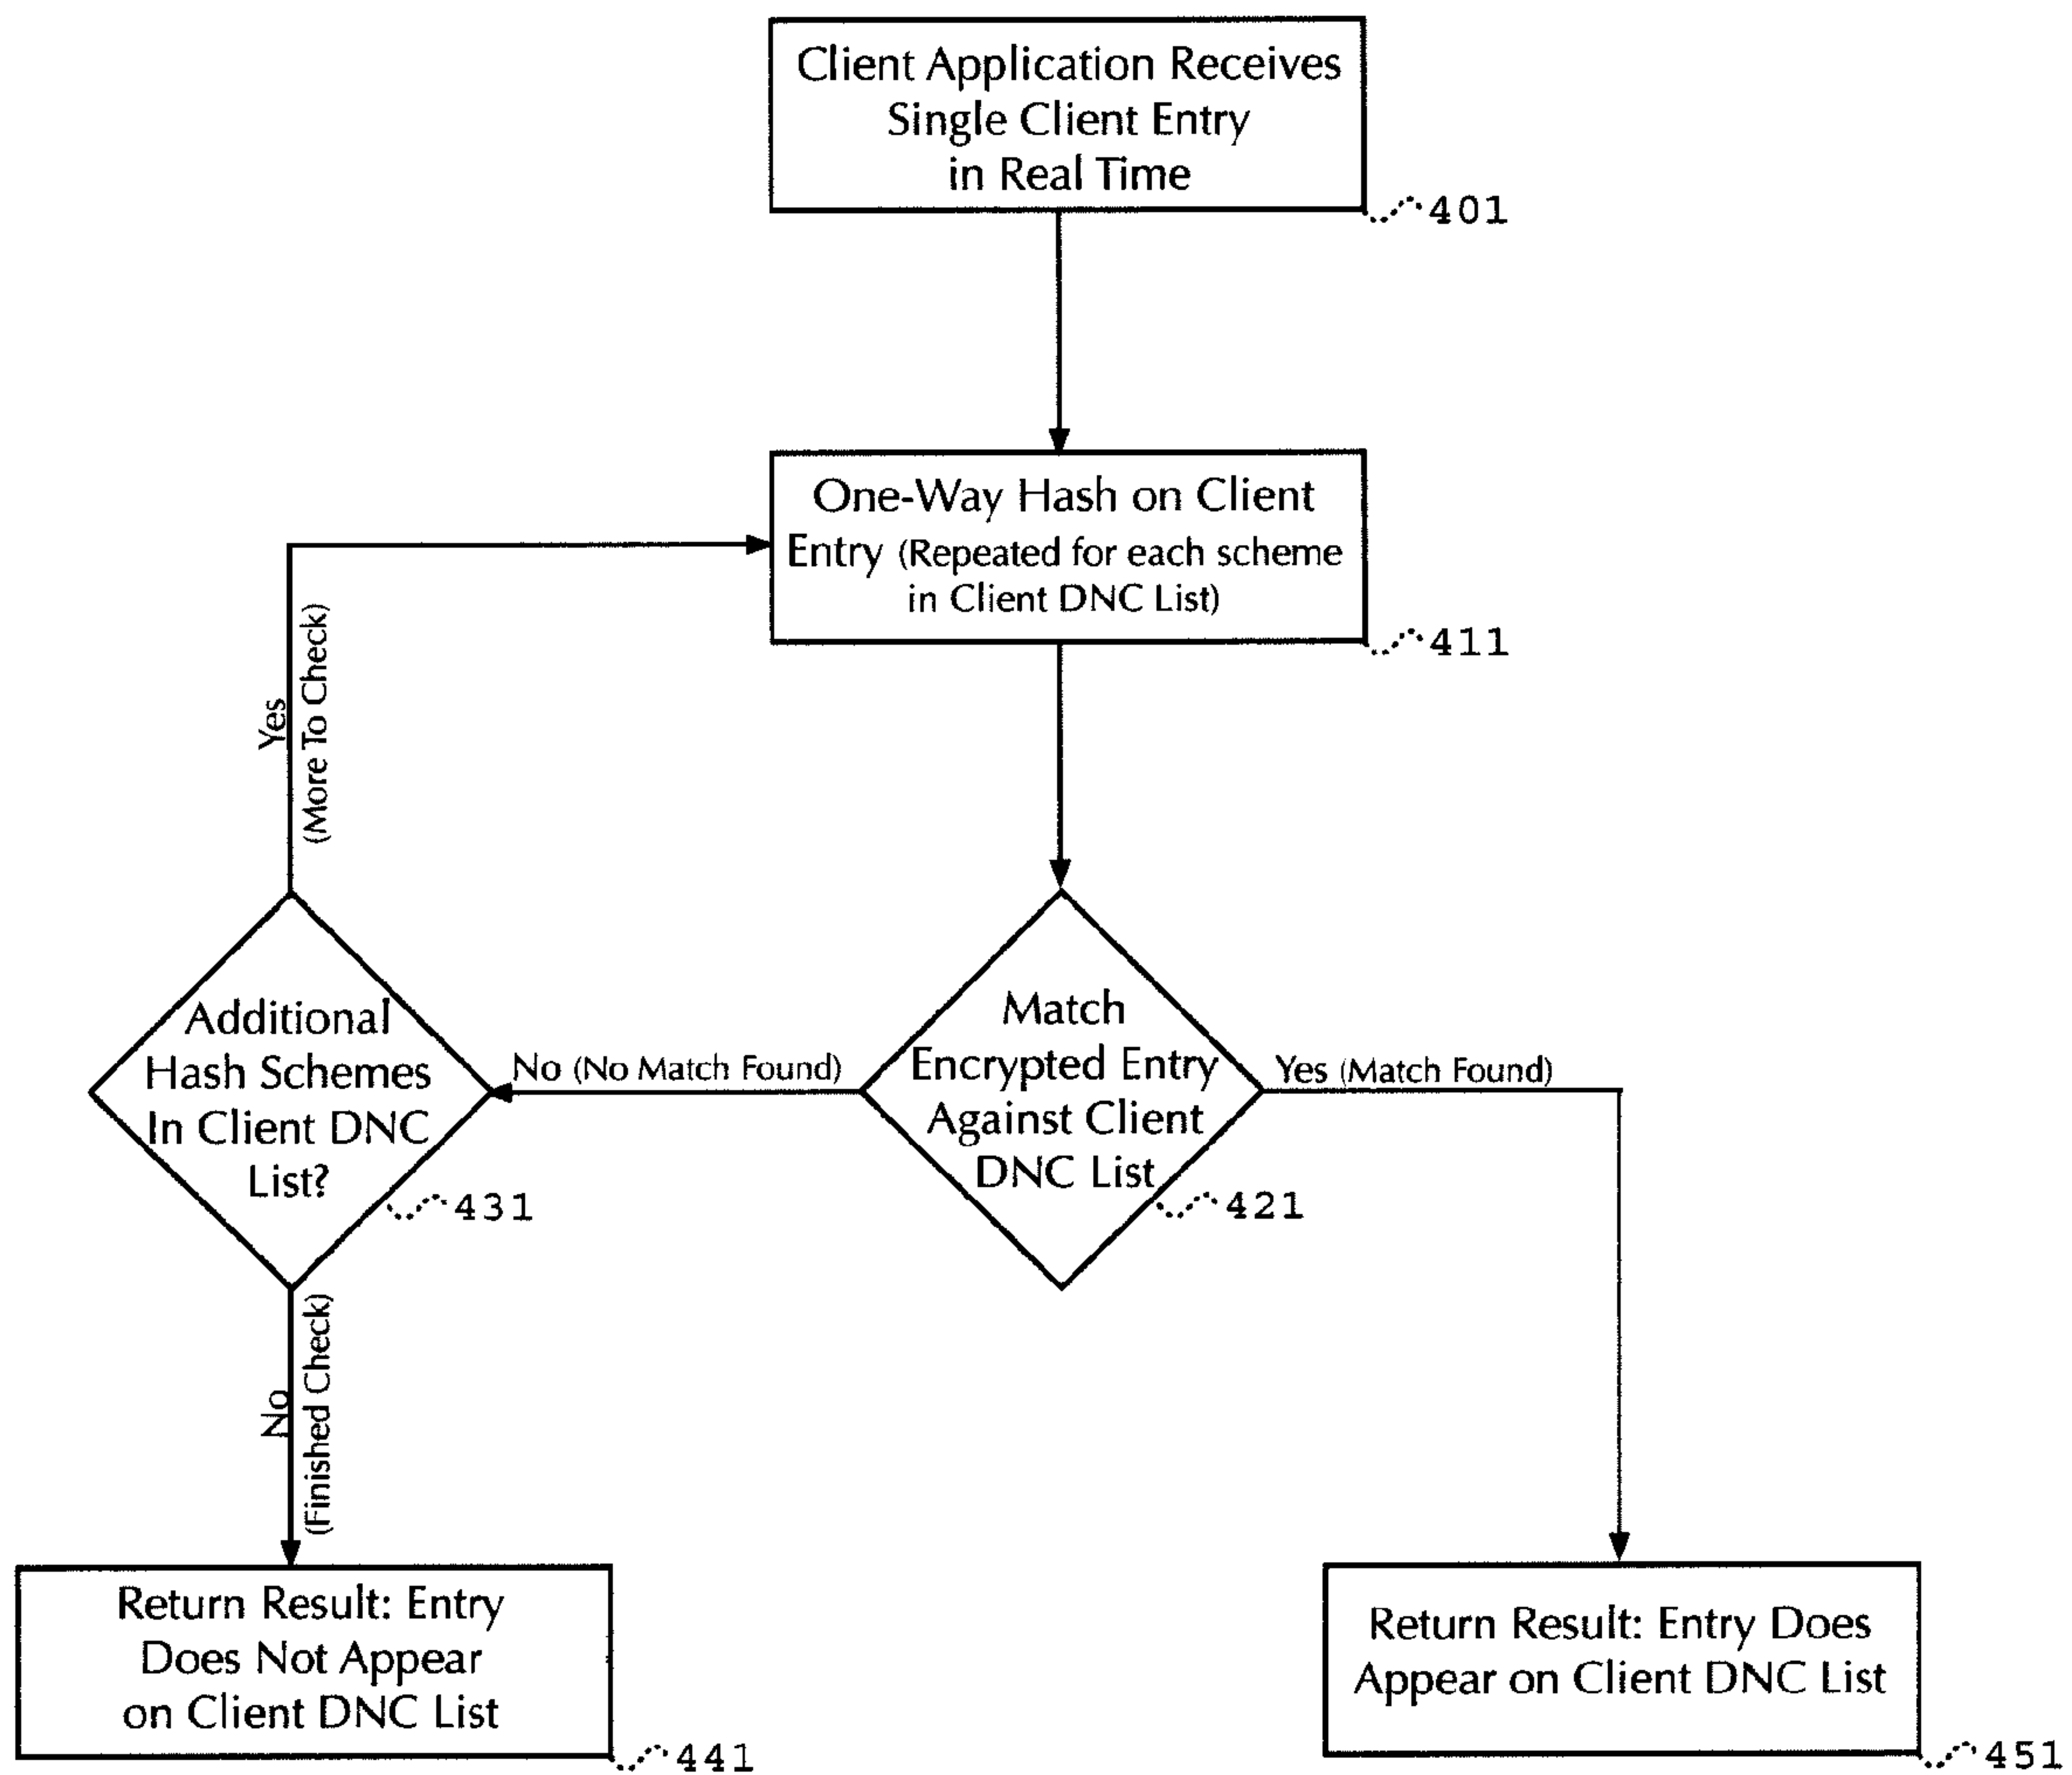 Client Application Receives
Single Client Entry
in Real Time
401
One-Way Hash on Client
Entry (Repeated for each scheme
in Client DNC List)
411
Yes
(More To Check)
Additional
Hash Schemes
In Client DNC
List?
431
No (No Match Found)
Match
Encrypted Entry
Against Client
DNC List
421
Yes (Match Found)
No
(Finished Check)
Return Result: Entry
Does Not Appear
on Client DNC List
441
Return Result: Entry Does
Appear on Client DNC List
451